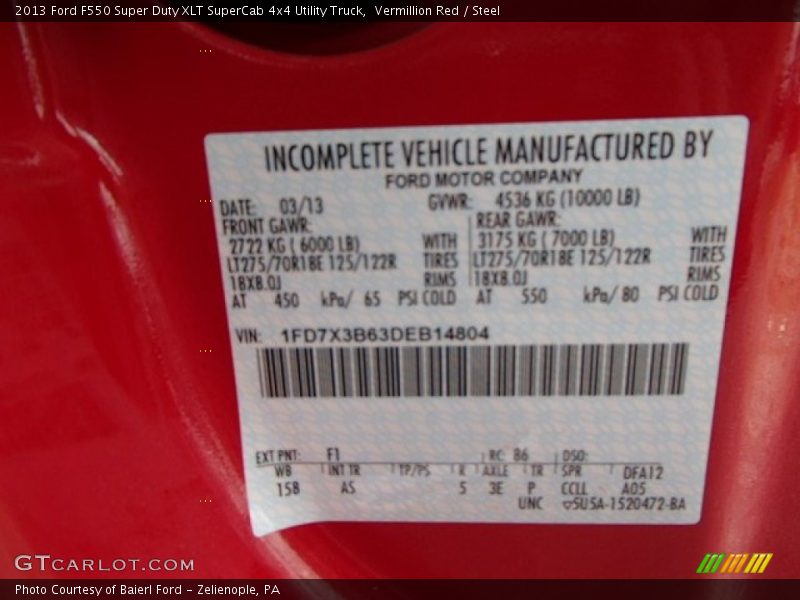 2013 Ford F550 Super Duty XLT SuperCab 4x4 Utility Truck,  Vermillion Red / Steel
INCOMPLETE VEHICLE MANUFACTURED BY
FORD MOTOR COMPANY
DATE: 03/13 GVWR: 4536 KG (10000 LB)
FRONT GAWR: REAR GAWR:
2722 KG ( 6000 LB) WITH 3175 KG ( 7000 LB) WITH
LT275/70R18E 125/122R TIRES LT275/70R18E 125/122R TIRES
18X8.0J RIMS 18X8.0J RIMS
AT 450 kPa/ 65 PSI COLD AT 550 kPa/ 80 PSI COLD
VIN: 1FD7X3B63DEB14804
EXT PNT: F1 RC: 86 DSO:
WB INT TR TP/PS R AXLE TR SPR DFA12
158 AS 5 3E P CCLL A05
UNC 5U5A-1520472-BA
GTCARLOT.COM
Photo Courtesy of Baierl Ford - Zelienople, PA